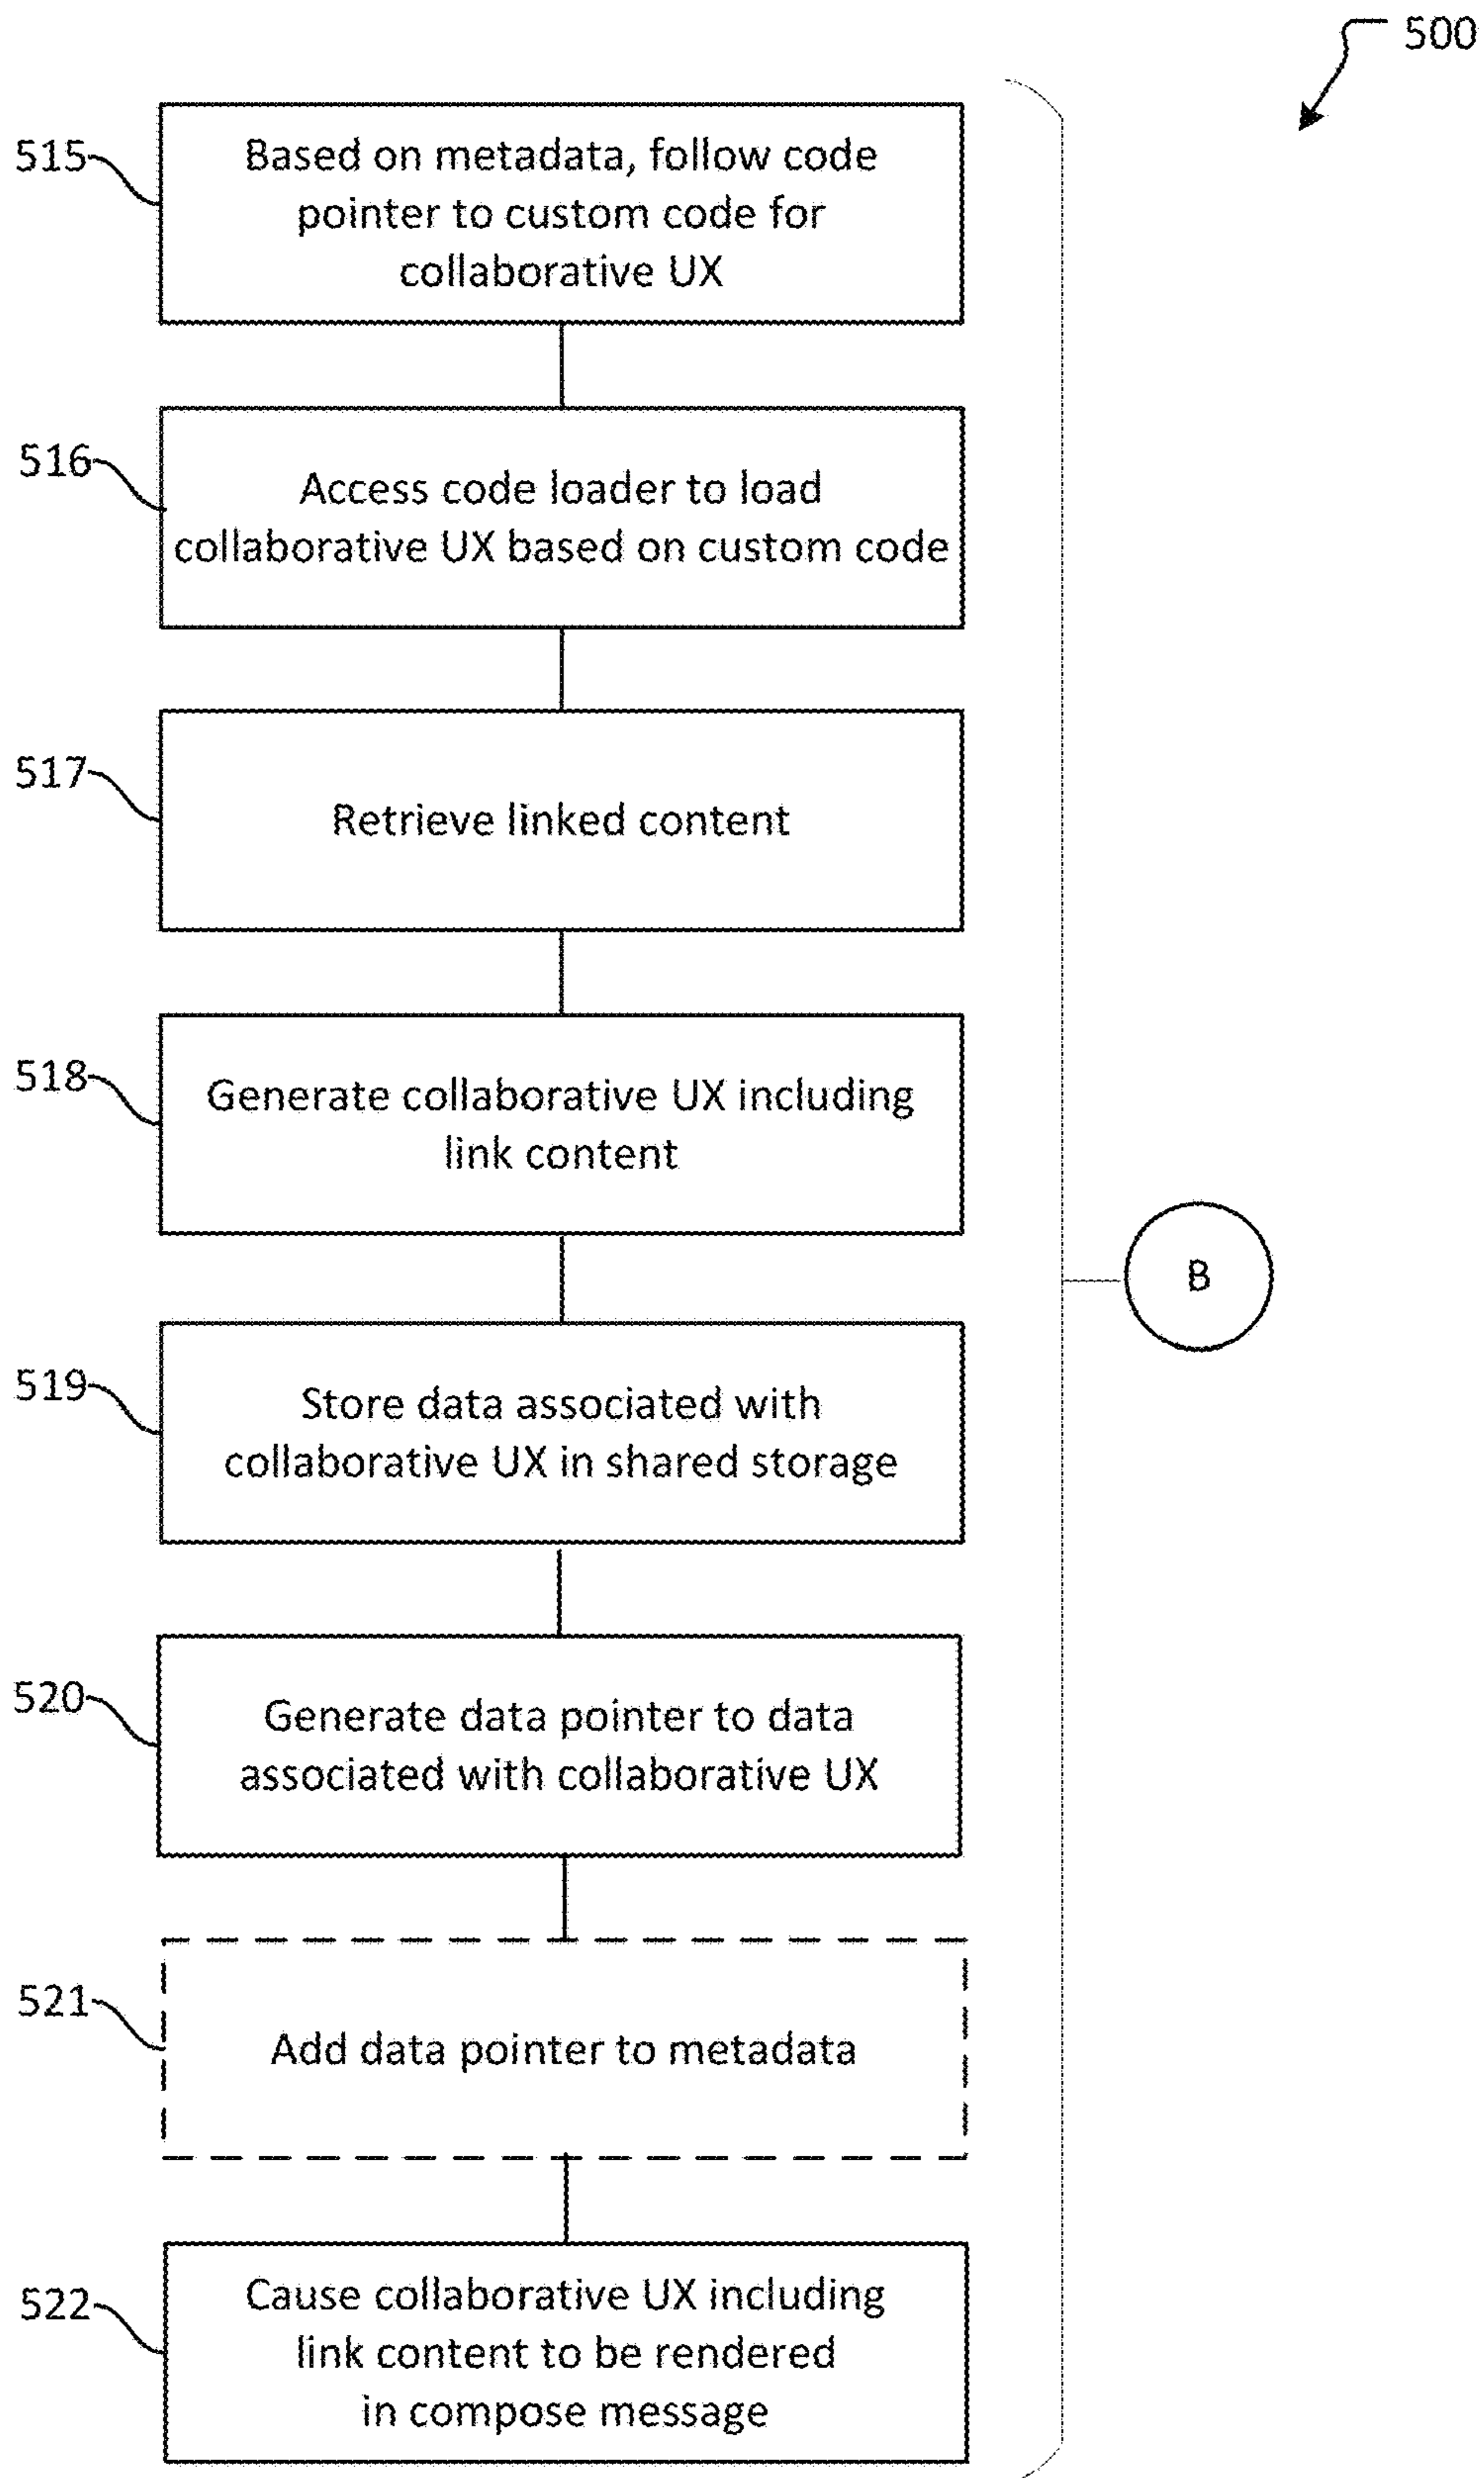 500
515
Based on metadata, follow code
pointer to custom code for
collaborative UX
516
Access code loader to load
collaborative UX based on custom code
517
Retrieve linked content
518
Generate collaborative UX including
link content
B
519
Store data associated with
collaborative UX in shared storage
520
Generate data pointer to data
associated with collaborative UX
521
Add data pointer to metadata
522
Cause collaborative UX including
link content to be rendered
in compose message